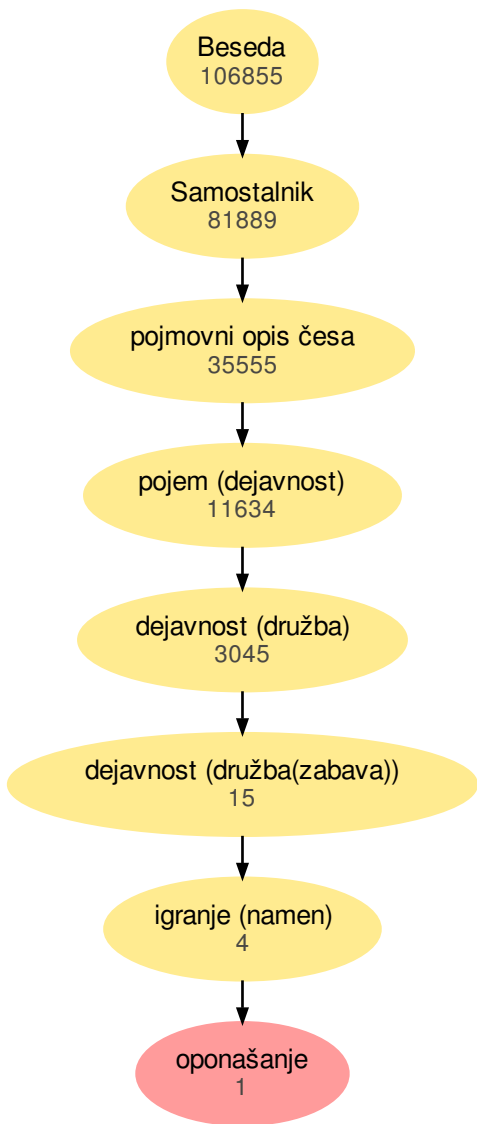 Beseda
106855
Samostalnik
81889
pojmovni opis česa
35555
pojem (dejavnost)
11634
dejavnost (družba)
3045
dejavnost (družba(zabava))
15
igranje (namen)
4
oponašanje
1